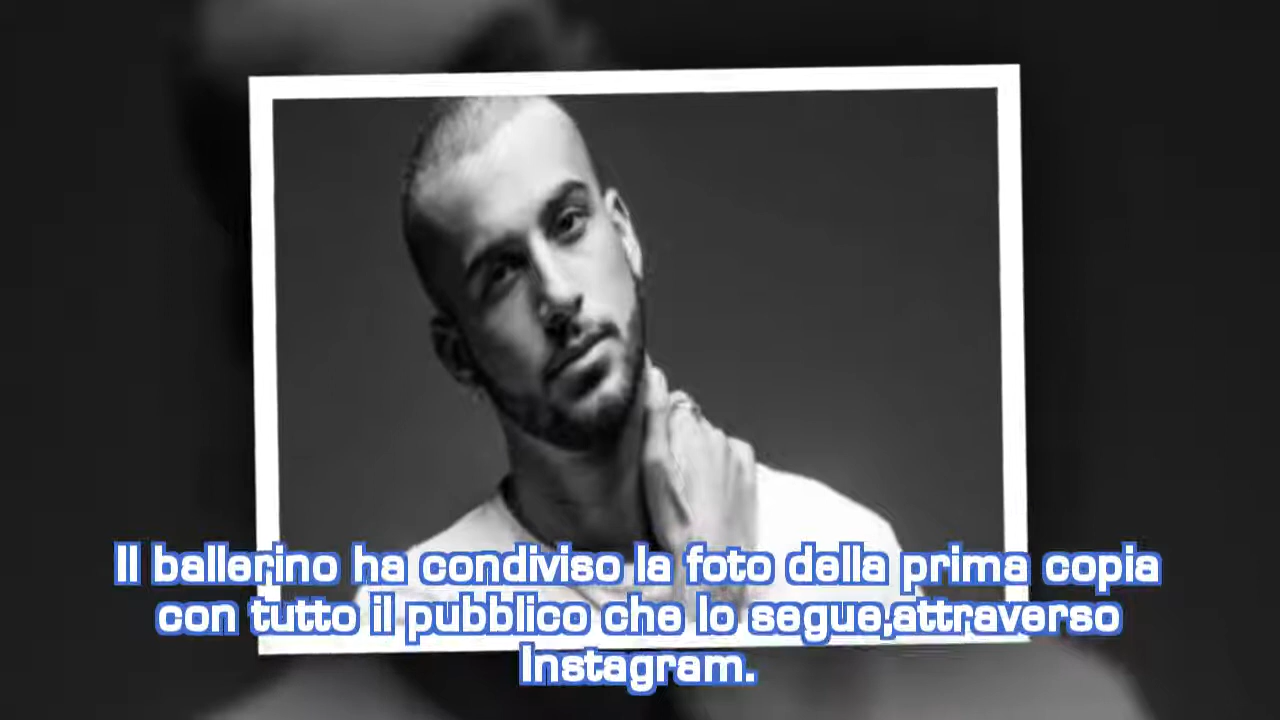 Il ballerino ha condiviso la foto della prima copia
con tutto il pubblico che lo segue,attraverso
Instagram.